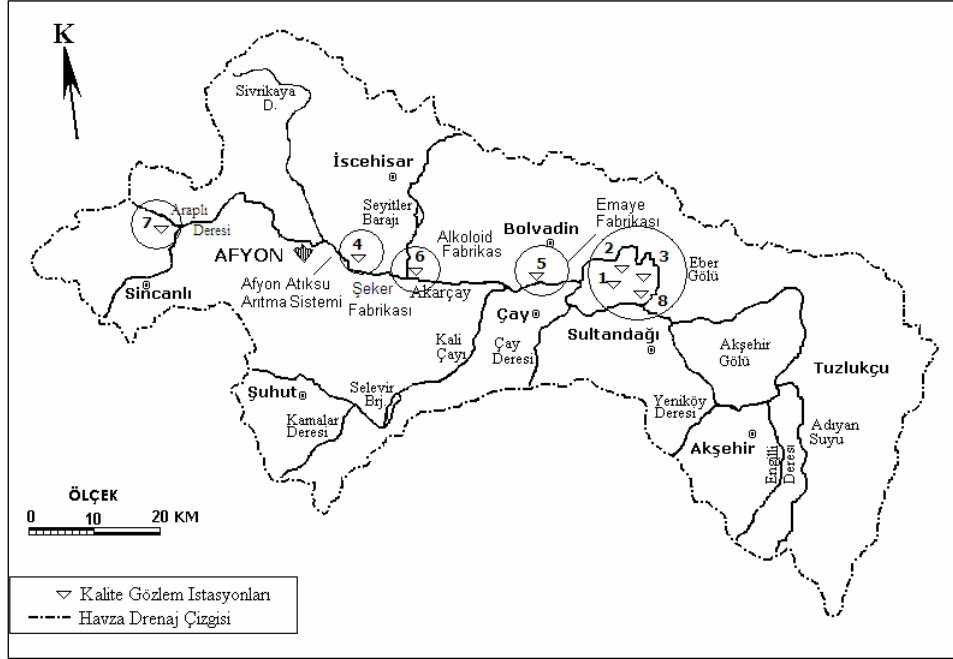 K
Sivrikaya
D.
İscehisar
Seyitler
Barajı
Araplı
Deresi
7
Sincanlı
AFYON
4
6
Afyon Atıksu
Arıtma Sistemi
Şeker
Fabrikası
Akarçay
Alkoloid
Fabrikas
Bolvadin
5
Emaye
Fabrikası
2
3
1
8
Eber
Gölü
Çay
Sultandağı
Kali
Çayı
Çay
Deresi
Akşehir
Gölü
Tuzlukçu
Şuhut
Selevir
Brj.
Kamalar
Deresi
Yeniköy
Deresi
Akşehir
Engilli
Deresi
Adıyan
Suyu
ÖLÇEK
0 10 20 KM
Kalite Gözlem Istasyonları
Havza Drenaj Çizgisi